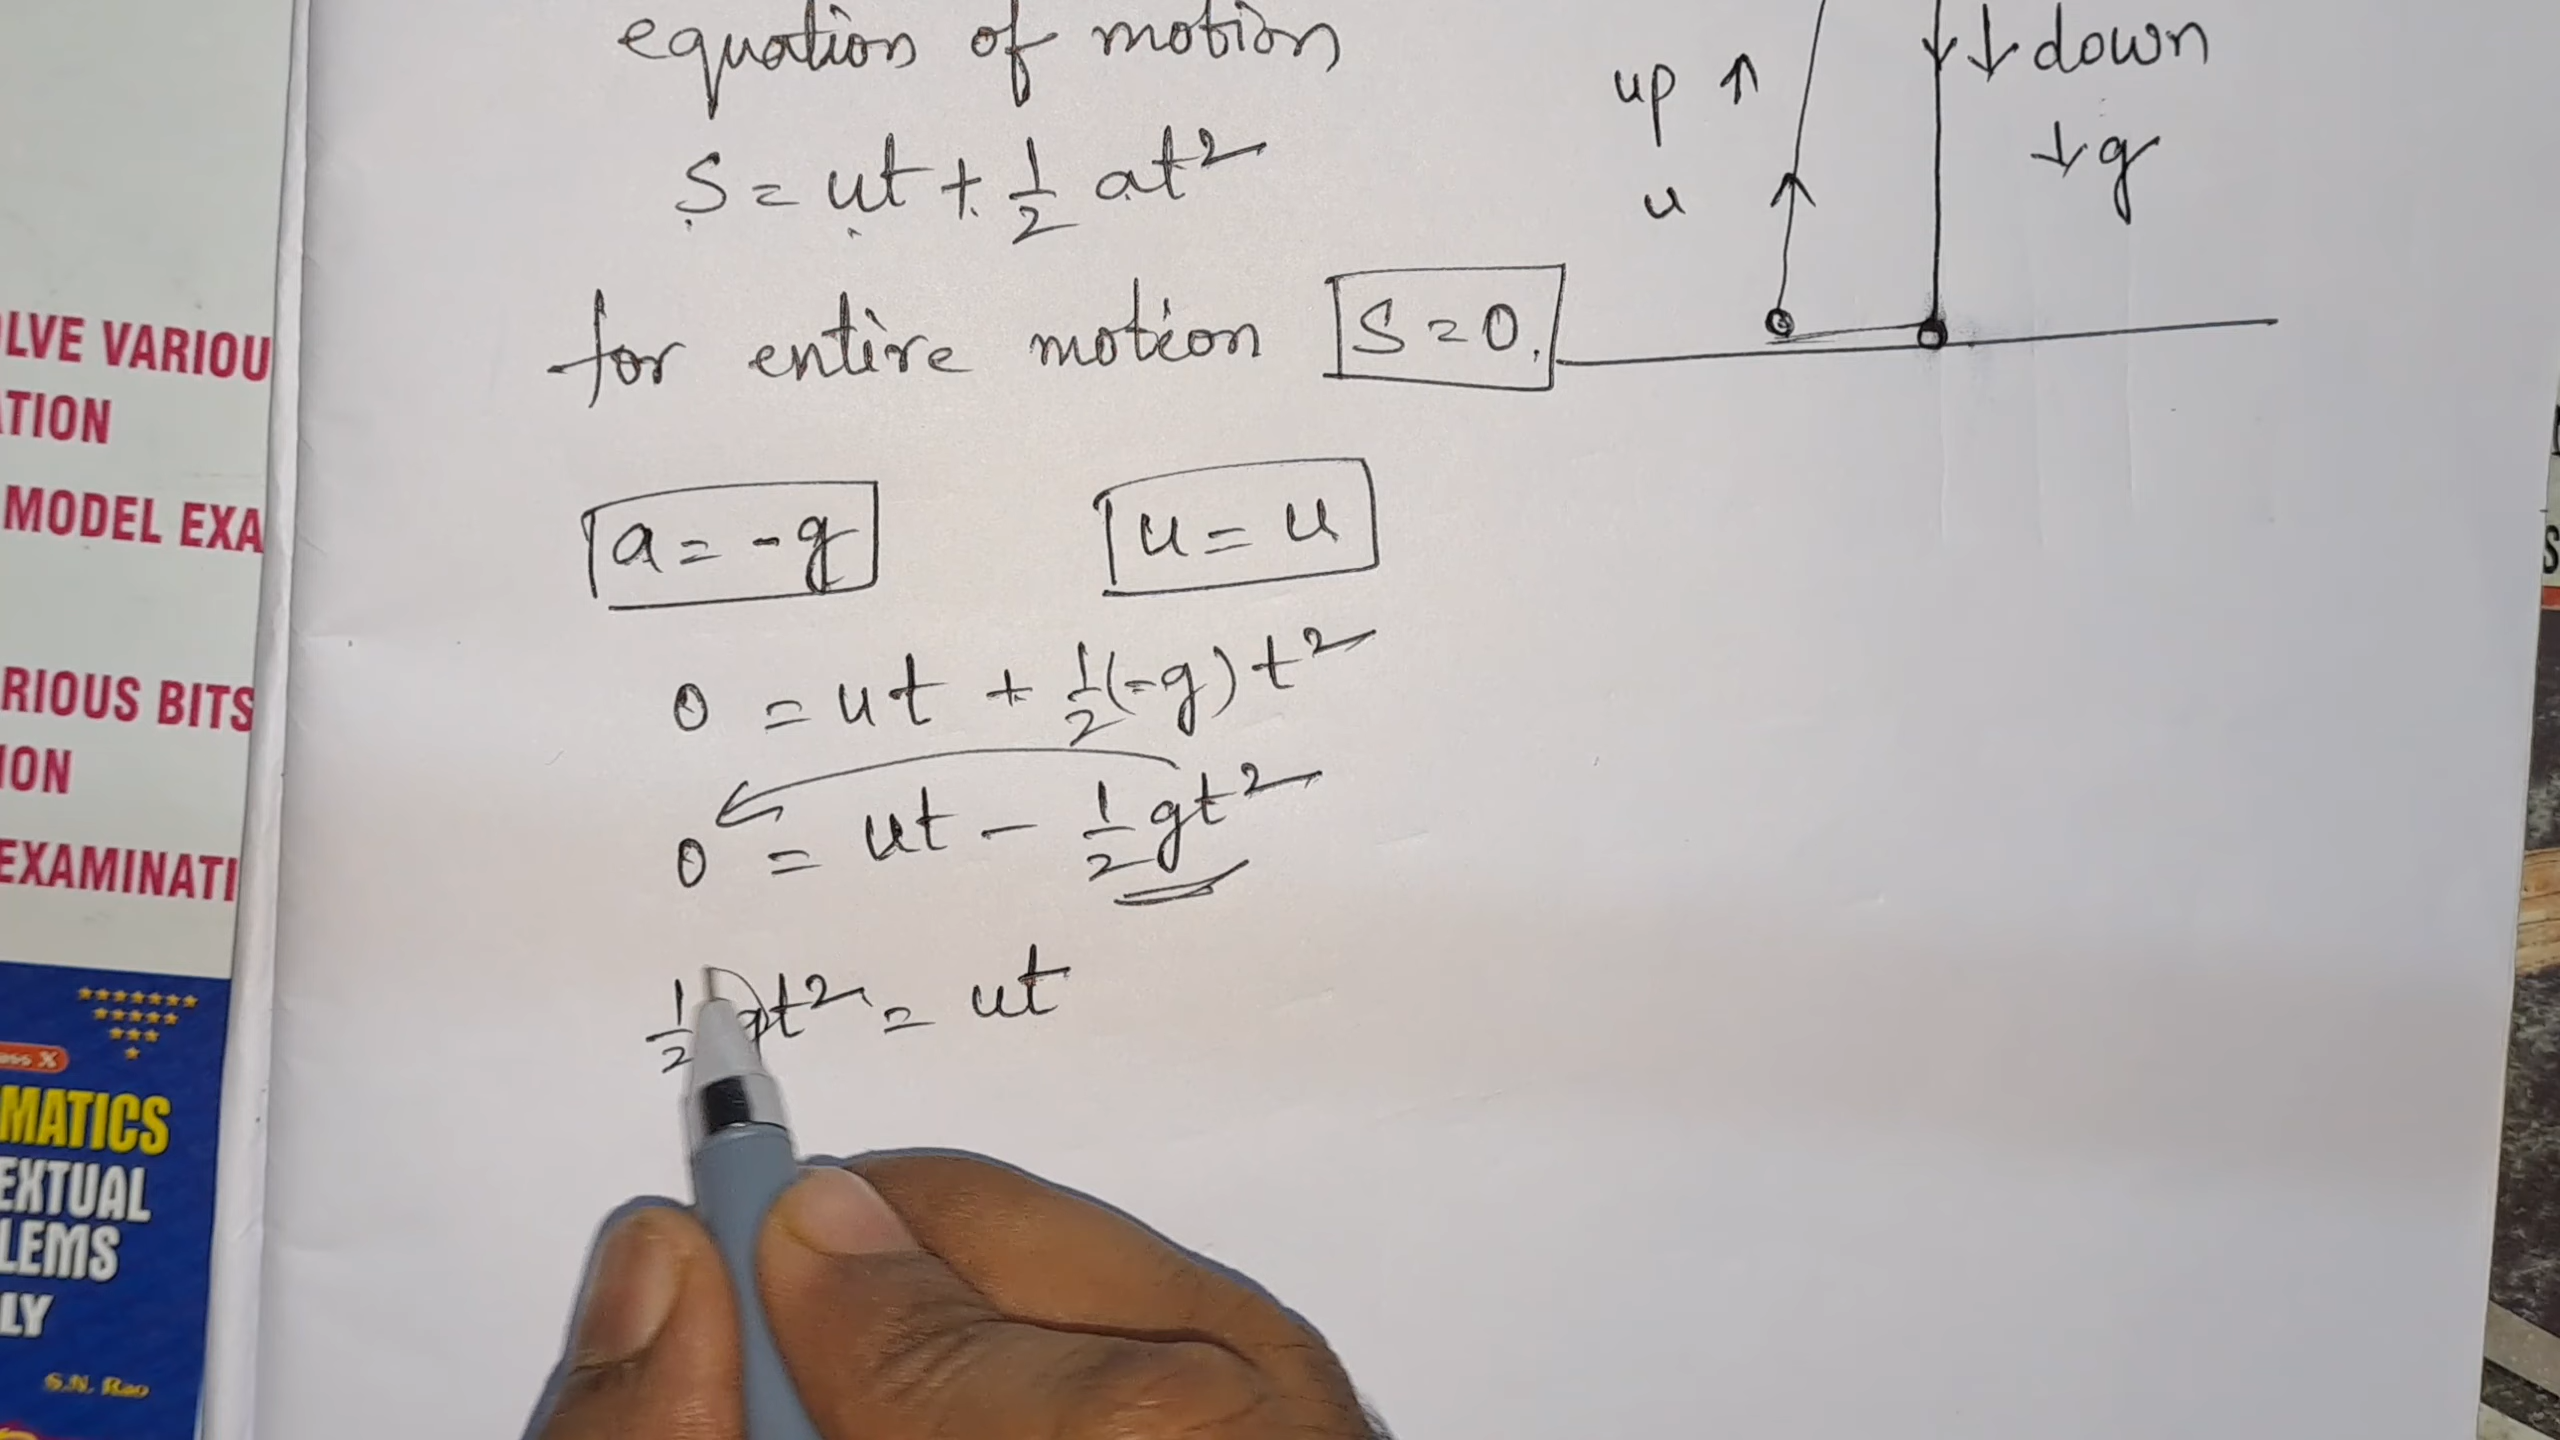 equation of motion
S = ut + 1/2 at²
for entire motion S = 0.
up ↑
u
↓ ↓ down
↓ g
a = -g
u = u
0 = ut + 1/2 (-g) t²
0 = ut - 1/2 gt²
1/2 gt² = ut
LVE VARIOU
TION
MODEL EXA
RIOUS BITS
ION
EXAMINATI
MATICS
EXTUAL
LEMS
LY
S.N. Rao